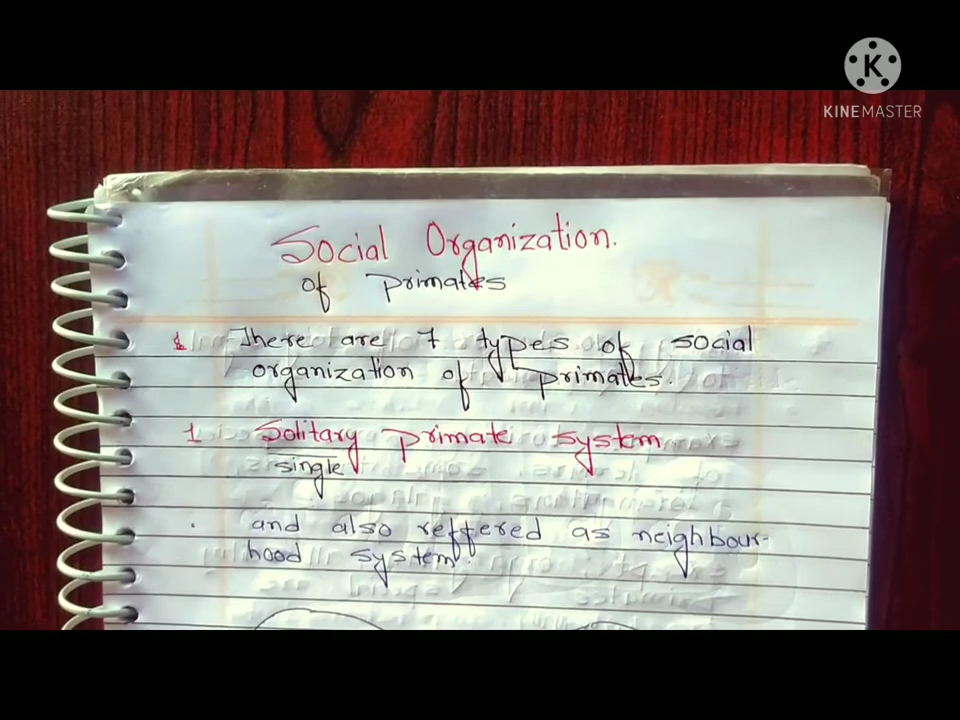 K
KINEMASTER
Social Organization.
of primates
There are 7 types of social
organization of primates.
1 Solitary primate system.
single
. and also reffered as neighbour-
hood system.